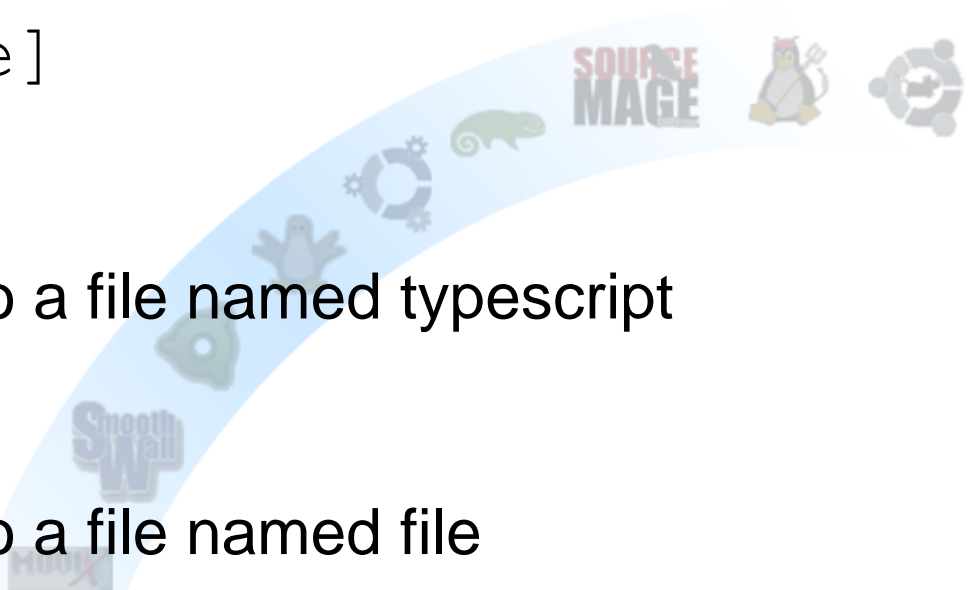 e]
SOURCE
MAGE
o a file named typescript
Smooth
Wall
o a file named file